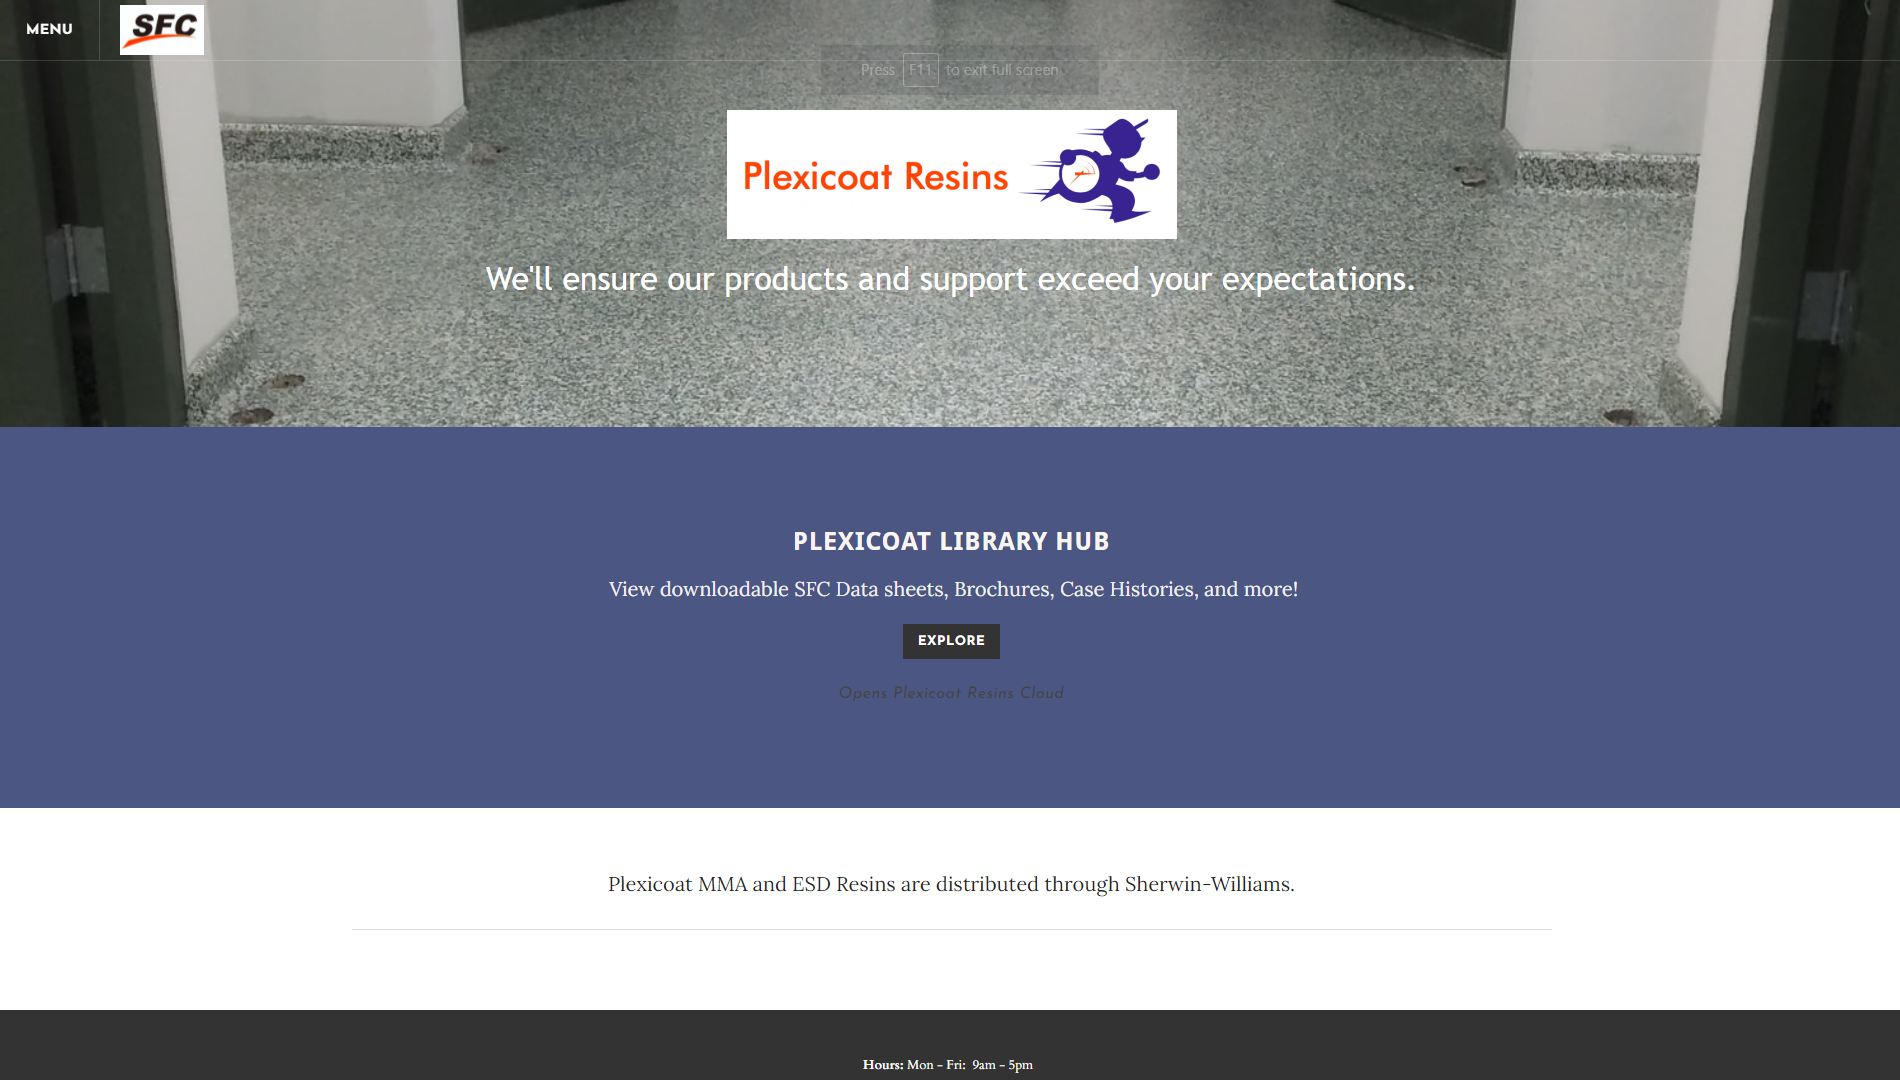 MENU
SFC
Press F11 to exit full screen
Plexicoat Resins
We'll ensure our products and support exceed your expectations.
PLEXICOAT LIBRARY HUB
View downloadable SFC Data sheets, Brochures, Case Histories, and more!
EXPLORE
Opens Plexicoat Resins Cloud
Plexicoat MMA and ESD Resins are distributed through Sherwin-Williams.
Hours: Mon – Fri: 9am – 5pm